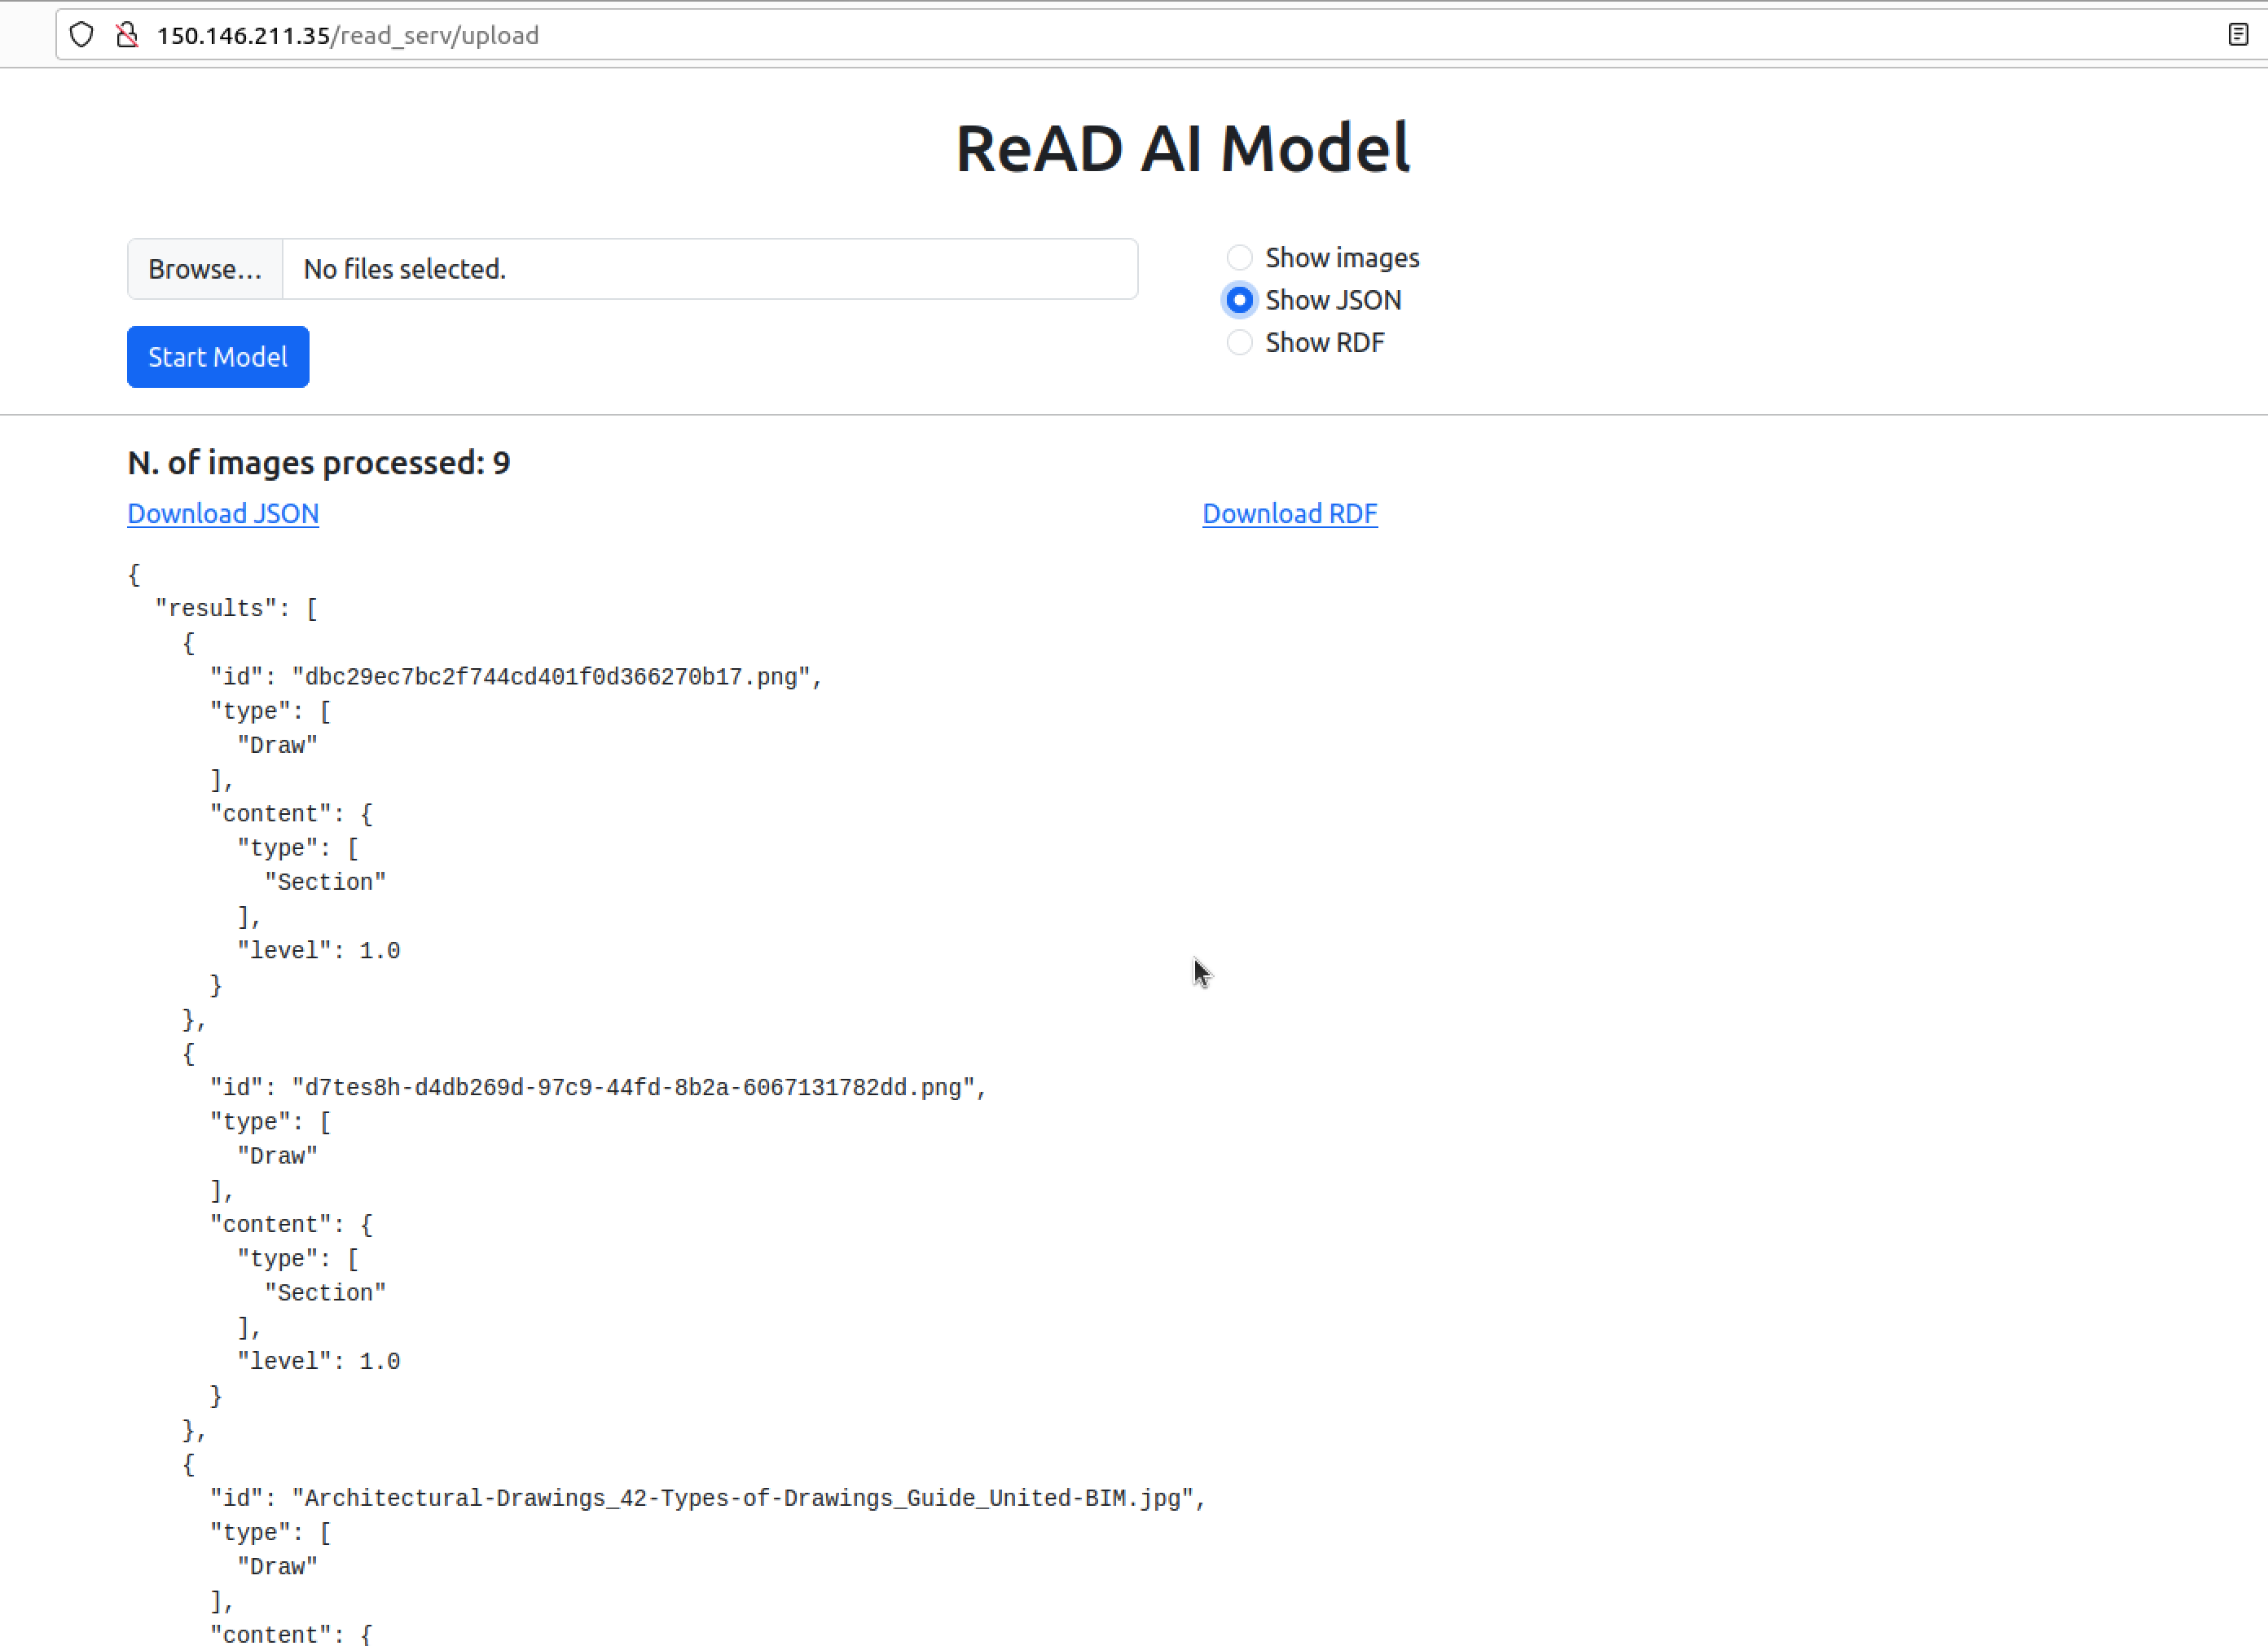 150.146.211.35/read_serv/upload
ReAD AI Model
Browse... No files selected.
Show images
Show JSON
Show RDF
Start Model
N. of images processed: 9
Download JSON
Download RDF
{
  "results": [
    {
      "id": "dbc29ec7bc2f744cd401f0d366270b17.png",
      "type": [
        "Draw"
      ],
      "content": {
        "type": [
          "Section"
        ],
        "level": 1.0
      }
    },
    {
      "id": "d7tes8h-d4db269d-97c9-44fd-8b2a-6067131782dd.png",
      "type": [
        "Draw"
      ],
      "content": {
        "type": [
          "Section"
        ],
        "level": 1.0
      }
    },
    {
      "id": "Architectural-Drawings_42-Types-of-Drawings_Guide_United-BIM.jpg",
      "type": [
        "Draw"
      ],
      "content": {